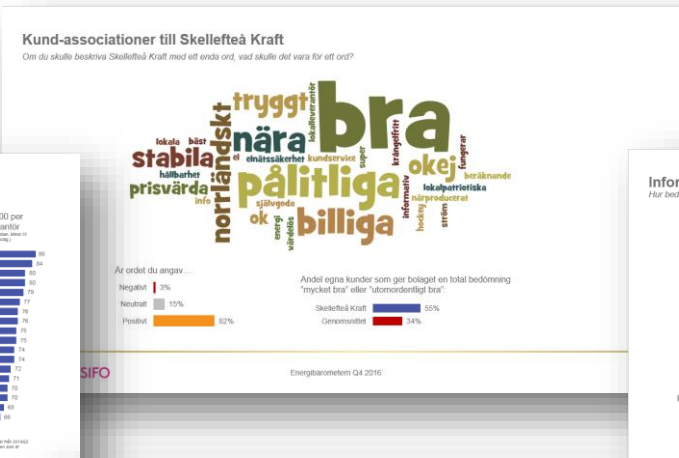 Kund-associationer till Skellefteå Kraft
Om du skulle beskriva Skellefteå Kraft med ett enda ord, vad skulle det vara för ett ord?
bra
tryggt
norrländskt
nära
lokalleverantör
lokala
bäst
stabila
el
elnätssäkerhet
kundservice
super
krångelfritt
okej
fungerar
beräknande
hållbarhet
prisvärda
info
pålitliga
självgoda
ok
energi
värdelös
billiga
informativ
lokalpatriotiska
närproducerat
hockey
ström
Är ordet du angav...
Negativt 3%
Neutralt 15%
Positivt 82%
Andel egna kunder som ger bolaget en total bedömning
"mycket bra" eller "utomordentligt bra":
Skellefteå Kraft 55%
Genomsnittet 34%
SIFO
Energibarometern Q4 2016
00 per
antör
86
84
80
80
79
77
76
76
75
75
74
74
72
71
70
70
66
Infor
Hur bed